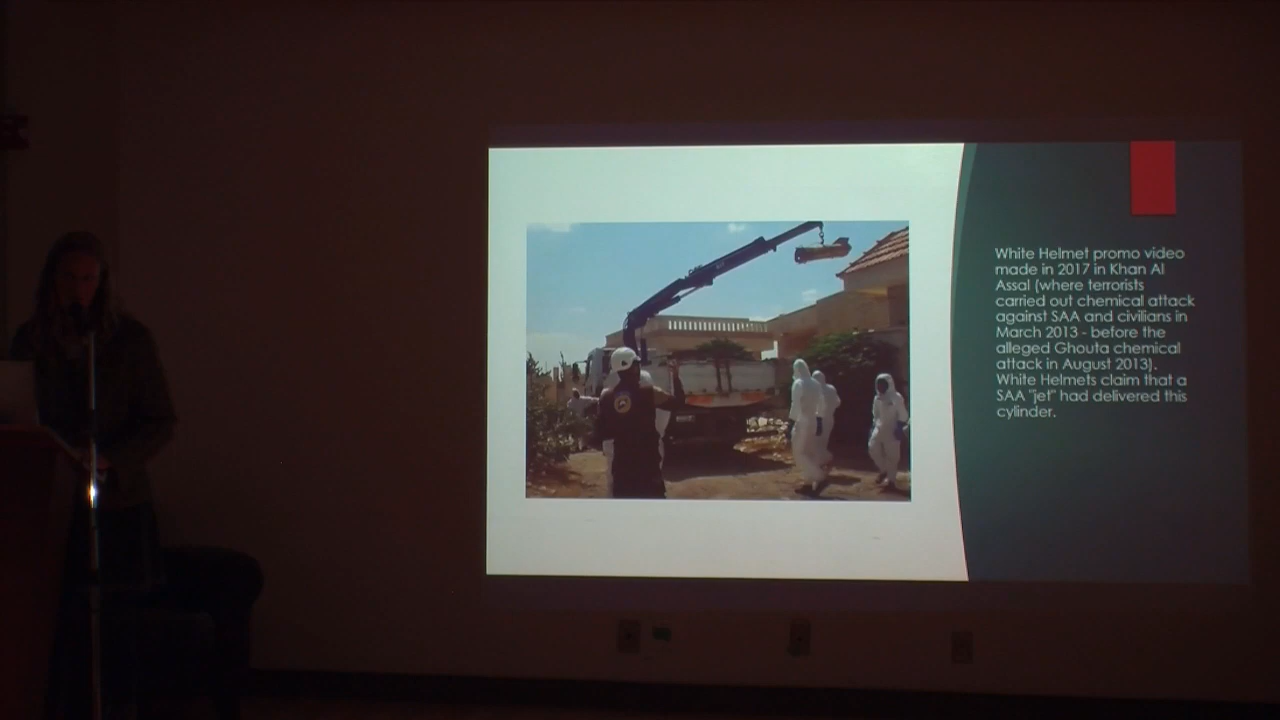 White Helmet promo video
made in 2017 in Khan Al
Assal (where terrorists
carried out chemical attack
against SAA and civilians in
March 2013 - before the
alleged Ghouta chemical
attack in August 2013).
White Helmets claim that a
SAA "jet" had delivered this
cylinder.